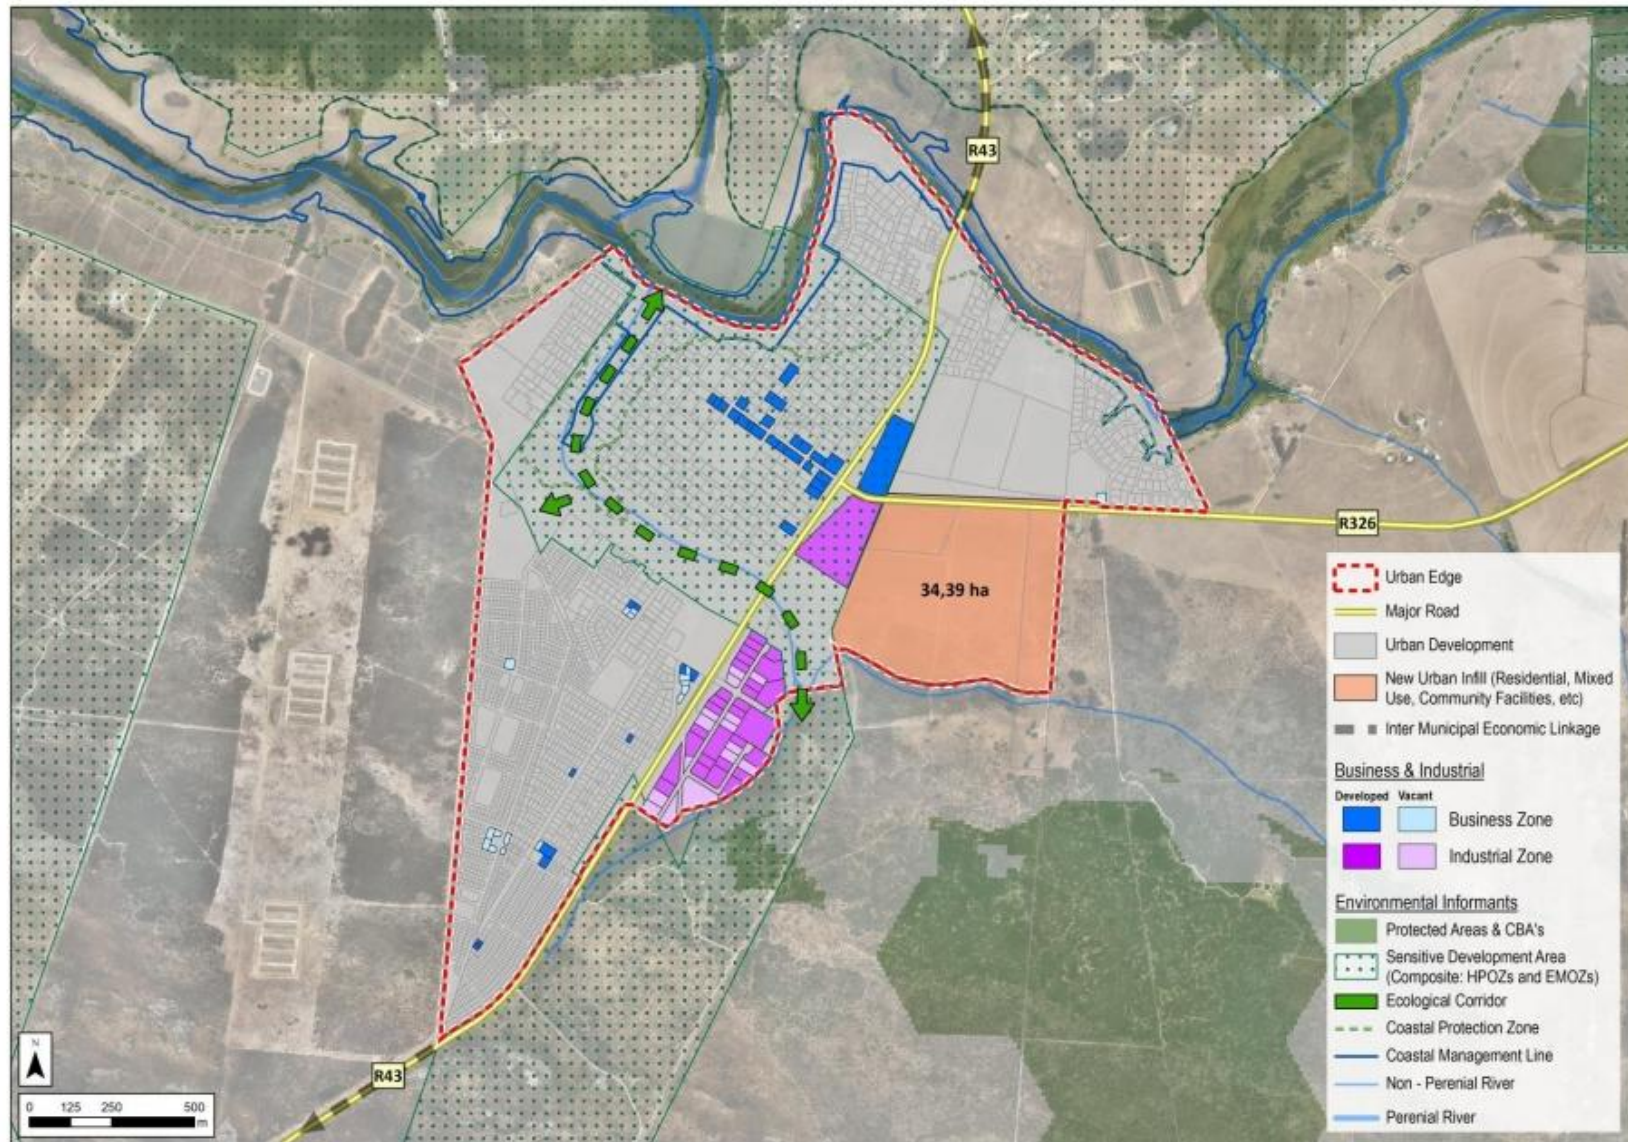 R43
R326
34,39 ha
R43
N
0 125 250 500
m
Urban Edge
Major Road
Urban Development
New Urban Infill (Residential, Mixed
Use, Community Facilities, etc)
Inter Municipal Economic Linkage
Business & Industrial
Developed Vacant
Business Zone
Industrial Zone
Environmental Informants
Protected Areas & CBA's
Sensitive Development Area
(Composite: HPOZs and EMOZs)
Ecological Corridor
Coastal Protection Zone
Coastal Management Line
Non - Perenial River
Perenial River